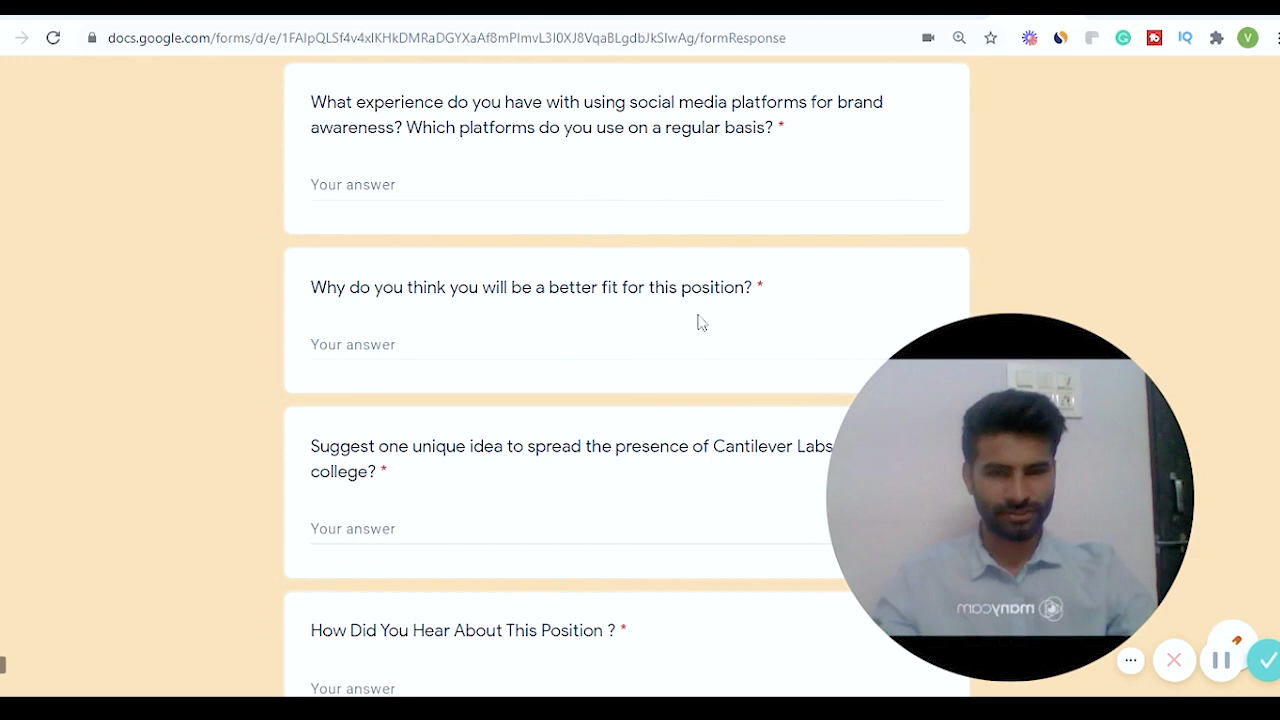 docs.google.com/forms/d/e/1FAIpQLSf4v4xIKHkDMRaDGYXaAf8mPImvL3I0XJ8VqaBLgdbJkSlwAg/formResponse
IQ
V
What experience do you have with using social media platforms for brand
awareness? Which platforms do you use on a regular basis? *
Your answer
Why do you think you will be a better fit for this position? *
Your answer
Suggest one unique idea to spread the presence of Cantilever Labs
college? *
Your answer
manycam
How Did You Hear About This Position ? *
Your answer